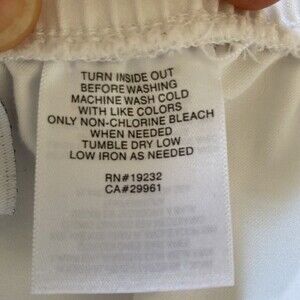 TURN INSIDE OUT
BEFORE WASHING
MACHINE WASH COLD
WITH LIKE COLORS
ONLY NON-CHLORINE BLEACH
WHEN NEEDED
TUMBLE DRY LOW
LOW IRON AS NEEDED
RN#19232
CA#29961